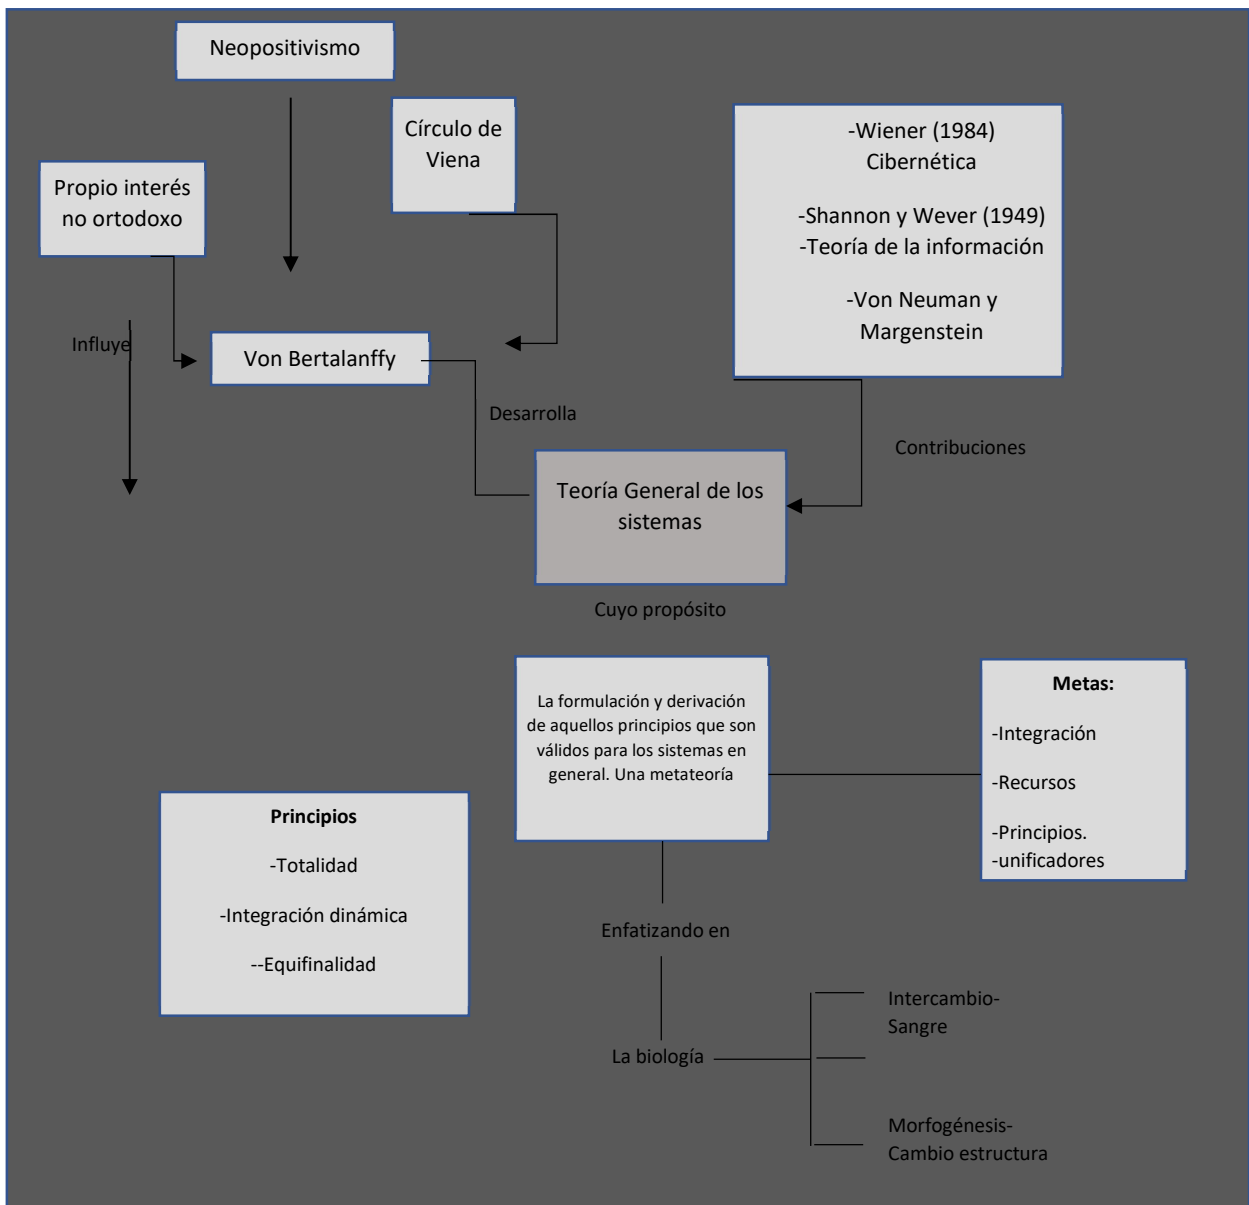 Neopositivismo
Círculo de
Viena
-Wiener (1984)
Cibernética
-Shannon y Wever (1949)
-Teoría de la información
-Von Neuman y
Margenstein
Propio interés
no ortodoxo
Influye
Von Bertalanffy
Desarrolla
Contribuciones
Teoría General de los
sistemas
Cuyo propósito
La formulación y derivación
de aquellos principios que son
válidos para los sistemas en
general. Una metateoría
Metas:
-Integración
-Recursos
-Principios.
-unificadores
Principios
-Totalidad
-Integración dinámica
--Equifinalidad
Enfatizando en
La biología
Intercambio-
Sangre
Morfogénesis-
Cambio estructura